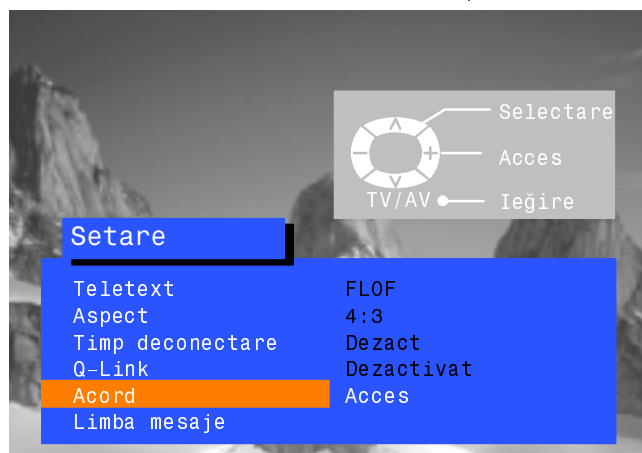 Selectare
Acces
TV/AV Ieğire
Setare
Teletext FLOF
Aspect 4:3
Timp deconectare Dezact
Q-Link Dezactivat
Acord Acces
Limba mesaje